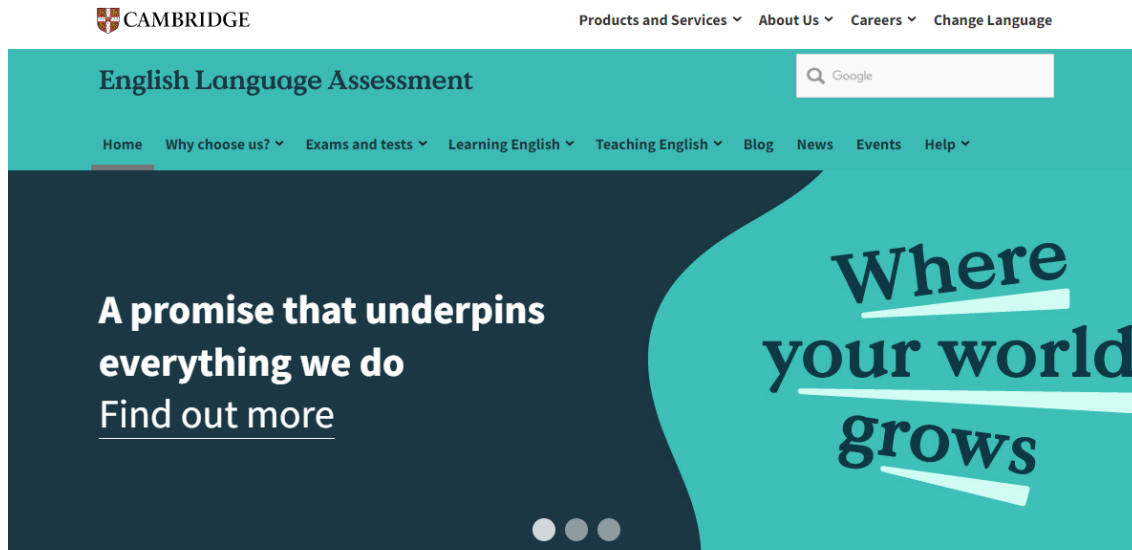 CAMBRIDGE
Products and Services About Us Careers Change Language
English Language Assessment
Google
Home Why choose us? Exams and tests Learning English Teaching English Blog News Events Help
A promise that underpins
everything we do
Find out more
Where
your world
grows